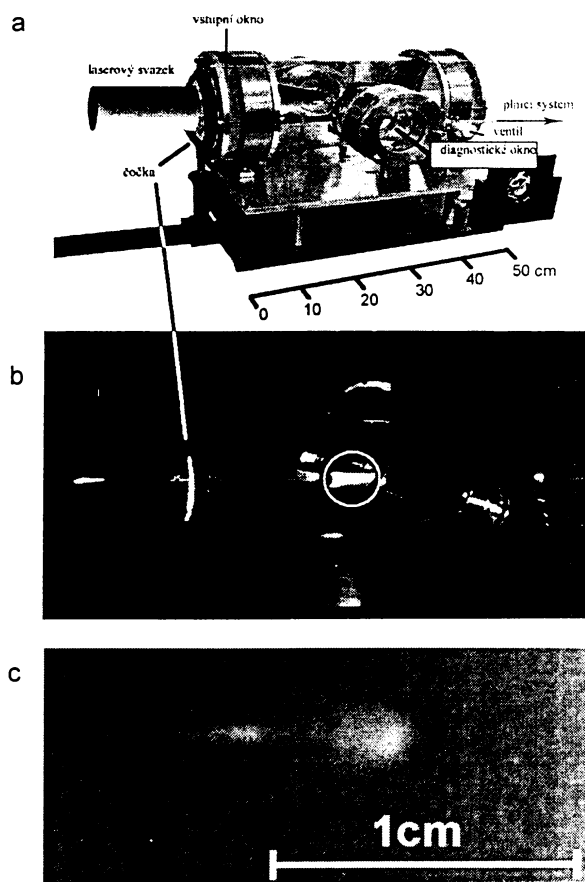 a
vstupní okno
laserový svazek
plnicí systém
ventil
diagnostické okno
čočka
0 10 20 30 40 50 cm
b
c
1cm